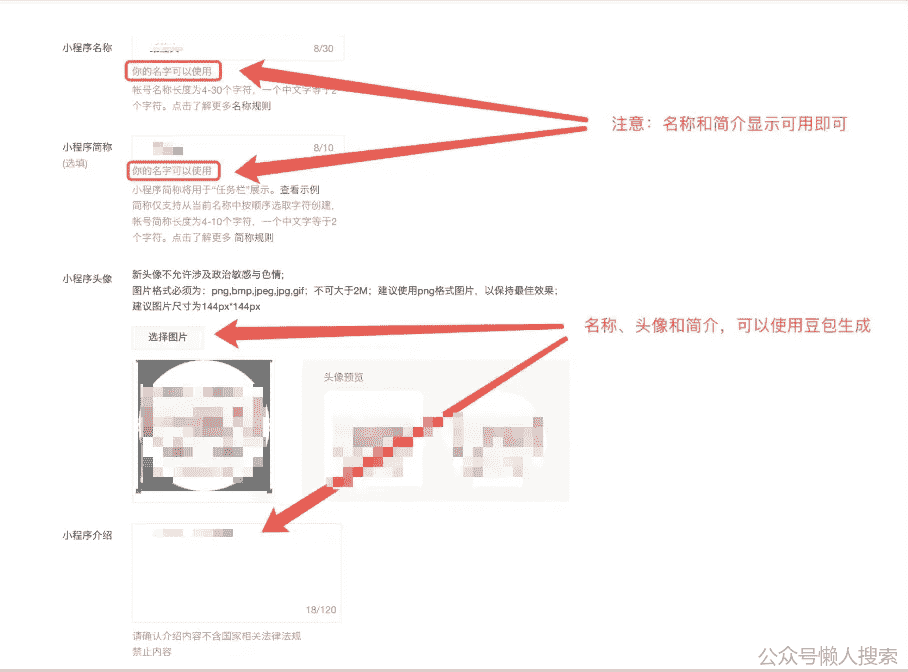 小程序名称
8/30
你的名字可以使用
帐号名称长度为4-30个字符，一个中文字等于2
个字符。点击了解更多名称规则
注意：名称和简介显示可用即可
小程序简称
(选填)
8/10
你的名字可以使用
小程序简称将用于“任务栏”展示。查看示例
简称仅支持从当前名称中按顺序选取字符创建，
帐号简称长度为4-10个字符，一个中文字等于2
个字符。点击了解更多 简称规则
小程序头像
新头像不允许涉及政治敏感与色情;
图片格式必须为：png,bmp,jpeg,jpg,gif；不可大于2M；建议使用png格式图片，以保持最佳效果；
建议图片尺寸为144px*144px
选择图片
名称、头像和简介，可以使用豆包生成
头像预览
小程序介绍
18/120
请确认介绍内容不含国家相关法律法规
禁止内容
公众号懒人搜索